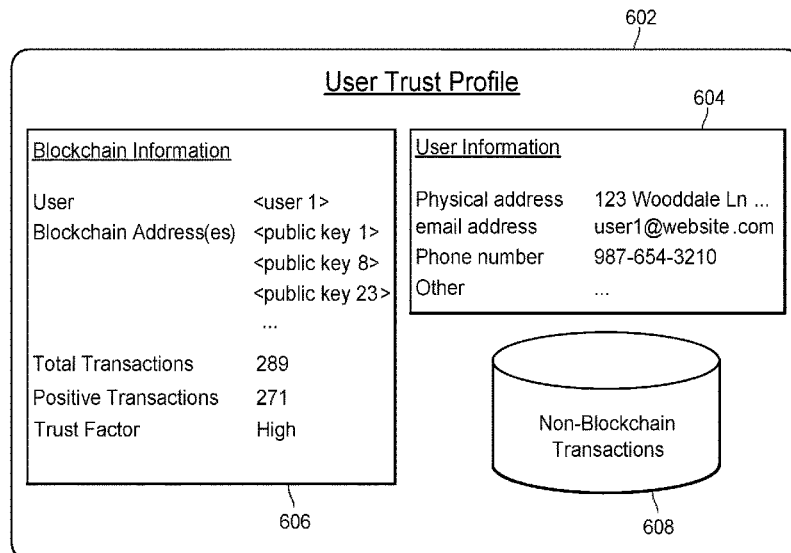 602
User Trust Profile
604
Blockchain Information
User <user 1>
Blockchain Address(es) <public key 1>
<public key 8>
<public key 23>
...
Total Transactions 289
Positive Transactions 271
Trust Factor High
606
User Information
Physical address 123 Wooddale Ln ...
email address user1@website.com
Phone number 987-654-3210
Other ...
Non-Blockchain
Transactions
608